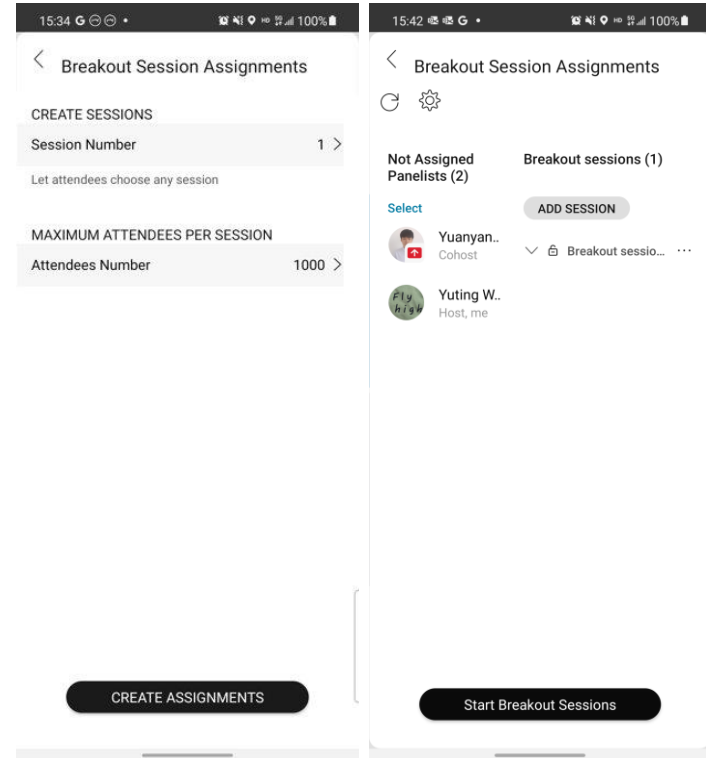 15:34 G
100%
Breakout Session Assignments
CREATE SESSIONS
Session Number 1
Let attendees choose any session
MAXIMUM ATTENDEES PER SESSION
Attendees Number 1000
CREATE ASSIGNMENTS
15:42 G
100%
Breakout Session Assignments
Not Assigned
Panelists (2)
Select
Yuanyan..
Cohost
Fly
high
Yuting W..
Host, me
Breakout sessions (1)
ADD SESSION
Breakout sessio... ...
Start Breakout Sessions